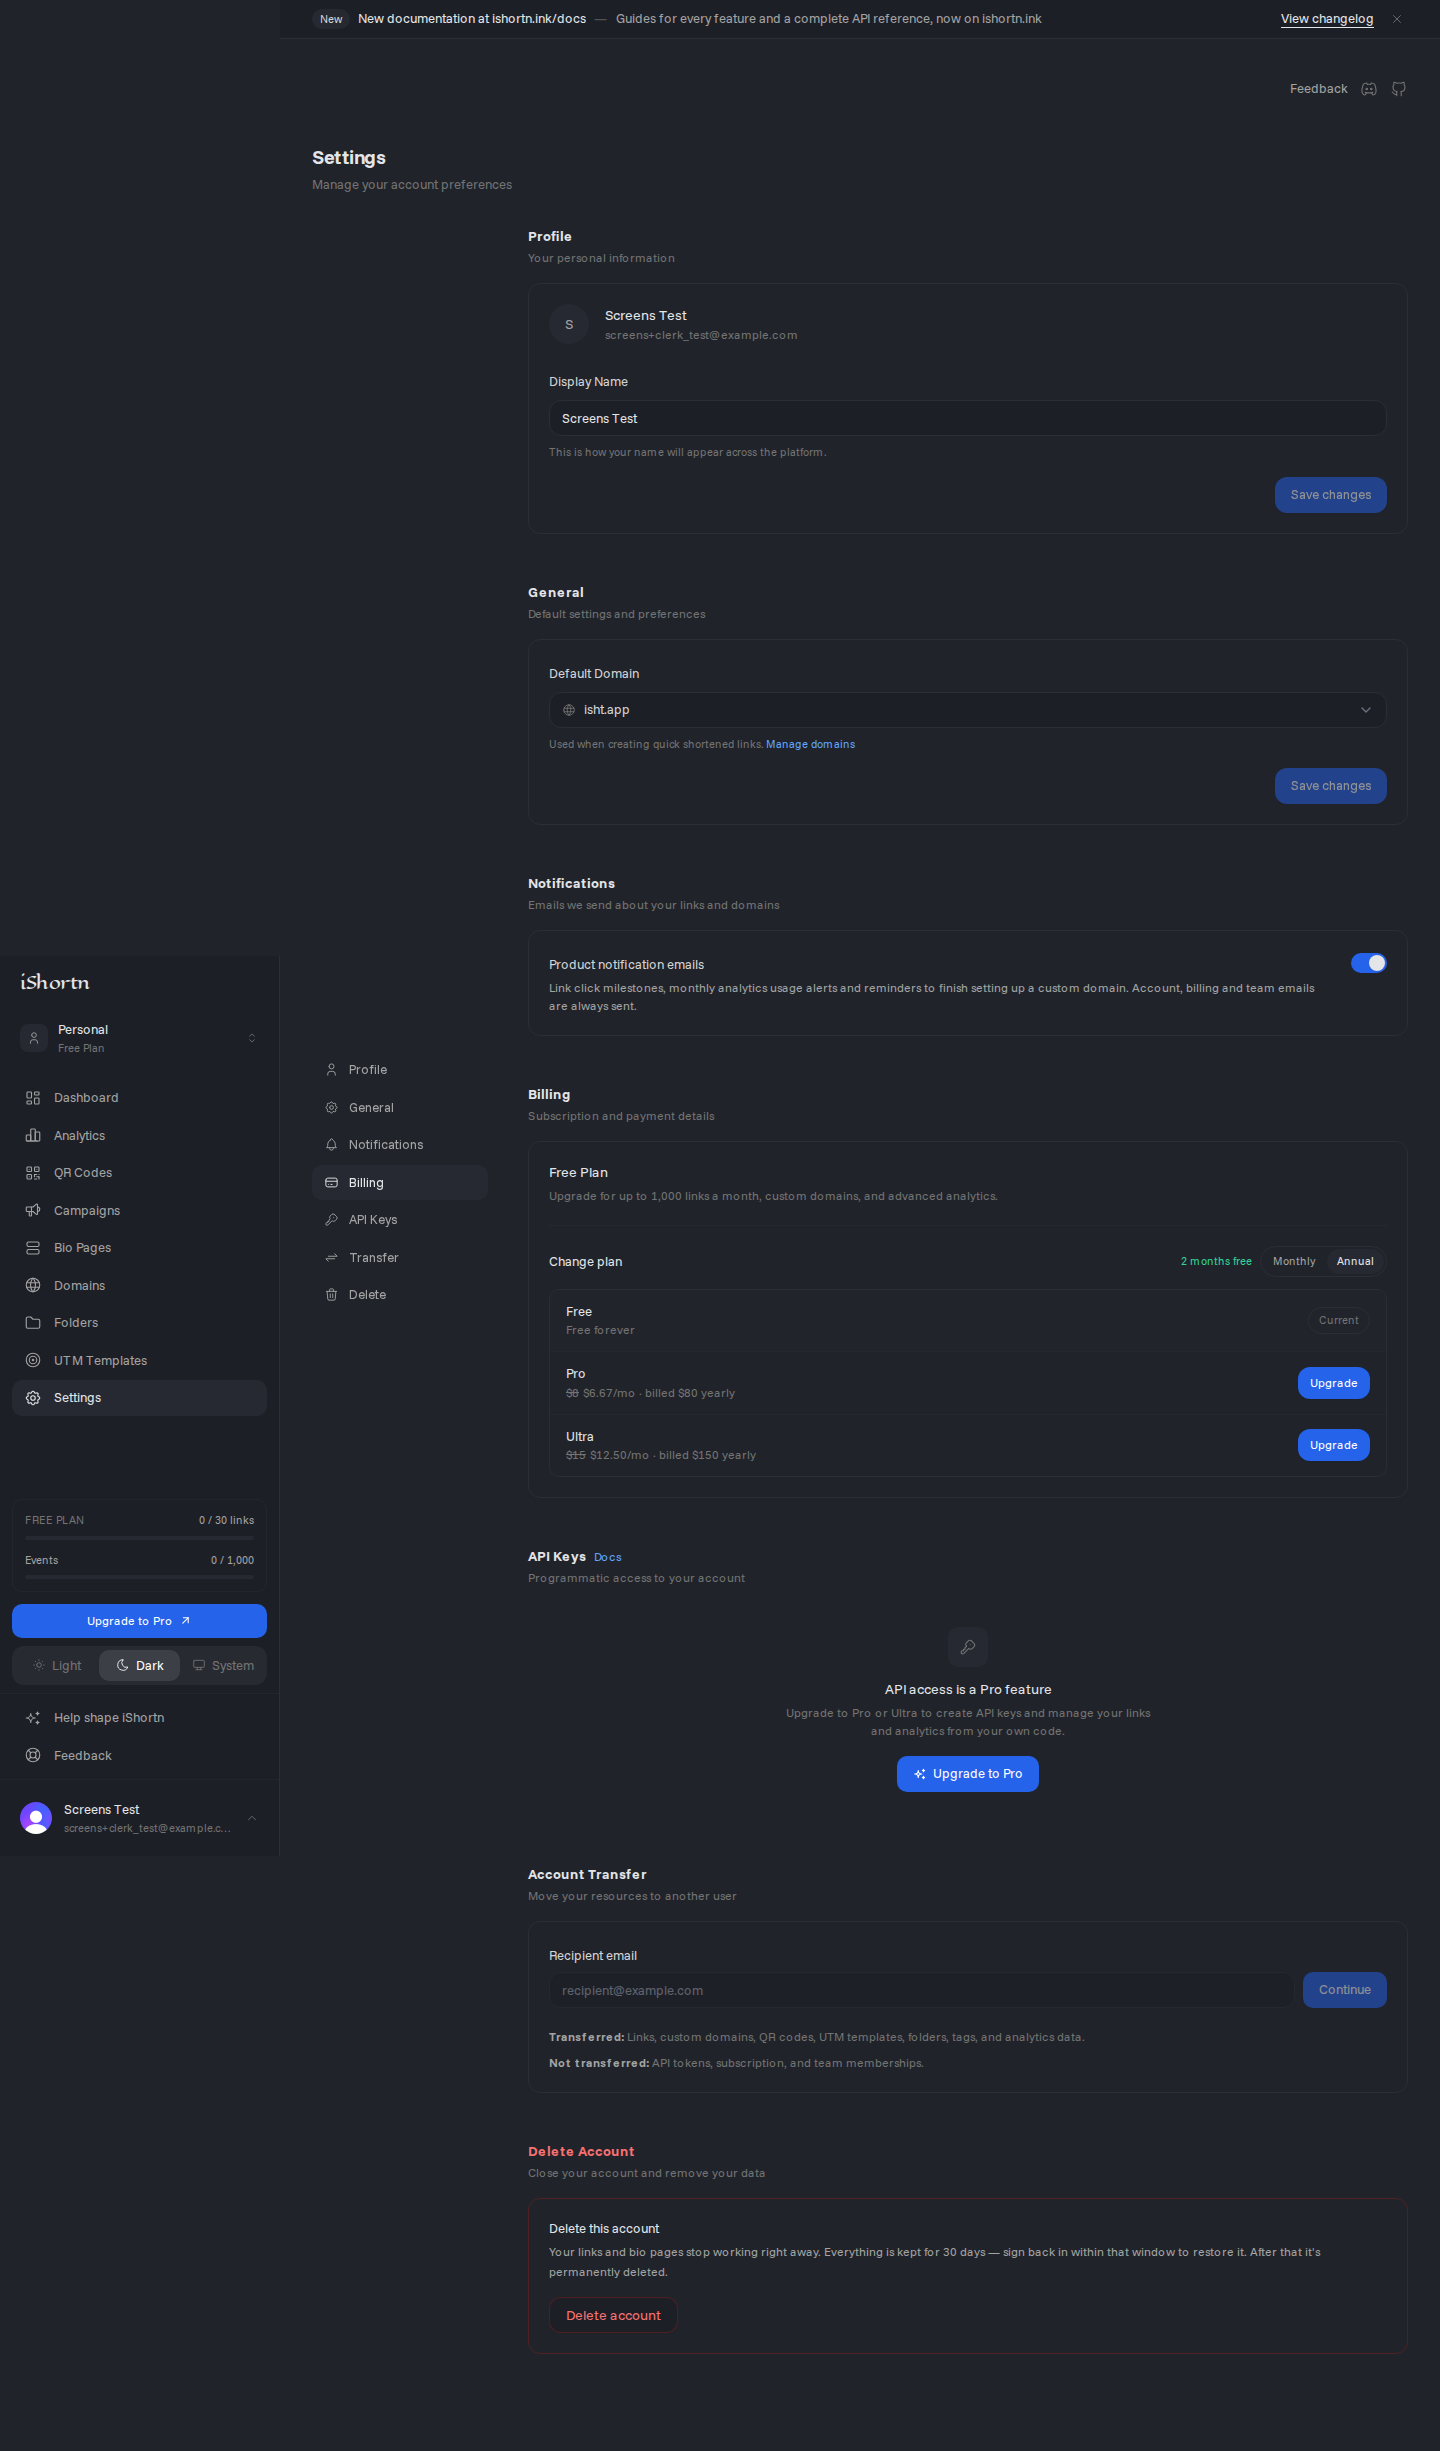 New New documentation at ishortn.ink/docs — Guides for every feature and a complete API reference, now on ishortn.ink View changelog
Feedback
Settings
Manage your account preferences
Profile
Your personal information
S
Screens Test
screens+clerk_test@example.com
Display Name
Screens Test
This is how your name will appear across the platform.
Save changes
General
Default settings and preferences
Default Domain
isht.app
Used when creating quick shortened links. Manage domains
Save changes
Notifications
Emails we send about your links and domains
Product notification emails
Link click milestones, monthly analytics usage alerts and reminders to finish setting up a custom domain. Account, billing and team emails
are always sent.
iShortn
Personal
Free Plan
Dashboard
Analytics
QR Codes
Campaigns
Bio Pages
Domains
Folders
UTM Templates
Settings
FREE PLAN 0 / 30 links
Events 0 / 1,000
Upgrade to Pro
Light Dark System
Help shape iShortn
Feedback
Screens Test
screens+clerk_test@example.c...
Profile
General
Notifications
Billing
API Keys
Transfer
Delete
Billing
Subscription and payment details
Free Plan
Upgrade for up to 1,000 links a month, custom domains, and advanced analytics.
Change plan 2 months free Monthly Annual
Free
Free forever
Current
Pro
$8 $6.67/mo · billed $80 yearly
Upgrade
Ultra
$15 $12.50/mo · billed $150 yearly
Upgrade
API Keys Docs
Programmatic access to your account
API access is a Pro feature
Upgrade to Pro or Ultra to create API keys and manage your links
and analytics from your own code.
Upgrade to Pro
Account Transfer
Move your resources to another user
Recipient email
recipient@example.com
Continue
Transferred: Links, custom domains, QR codes, UTM templates, folders, tags, and analytics data.
Not transferred: API tokens, subscription, and team memberships.
Delete Account
Close your account and remove your data
Delete this account
Your links and bio pages stop working right away. Everything is kept for 30 days — sign back in within that window to restore it. After that it's
permanently deleted.
Delete account